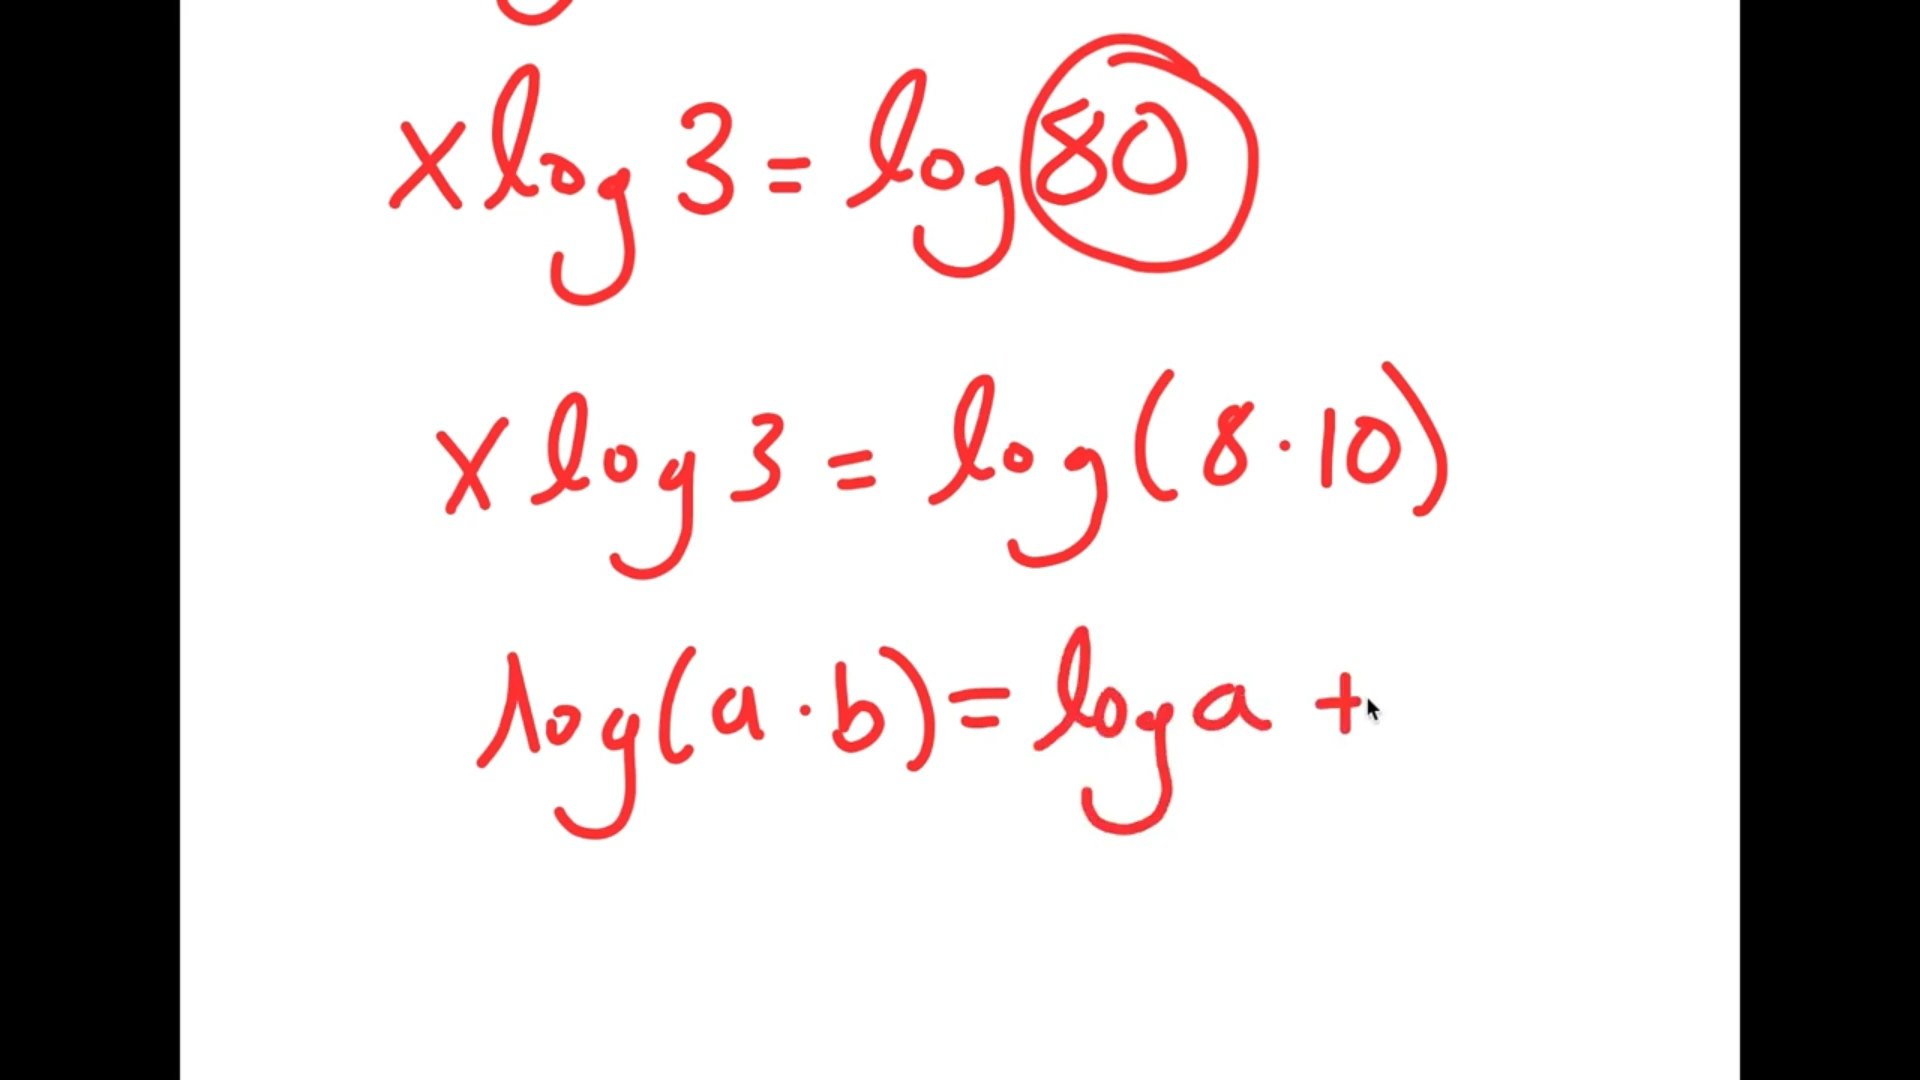 x log 3 = log 80
x log 3 = log (8 · 10)
log (a · b) = log a +